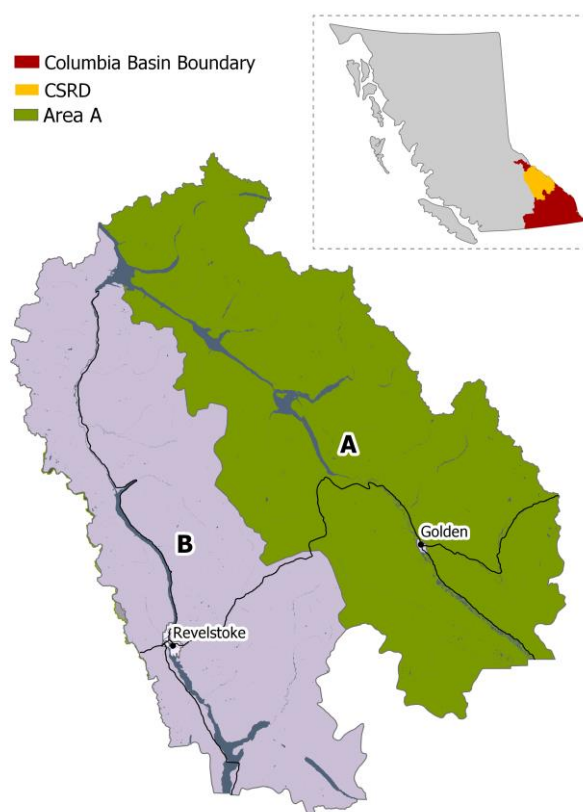 Columbia Basin Boundary
CSRD
Area A
A
Golden
B
Revelstoke